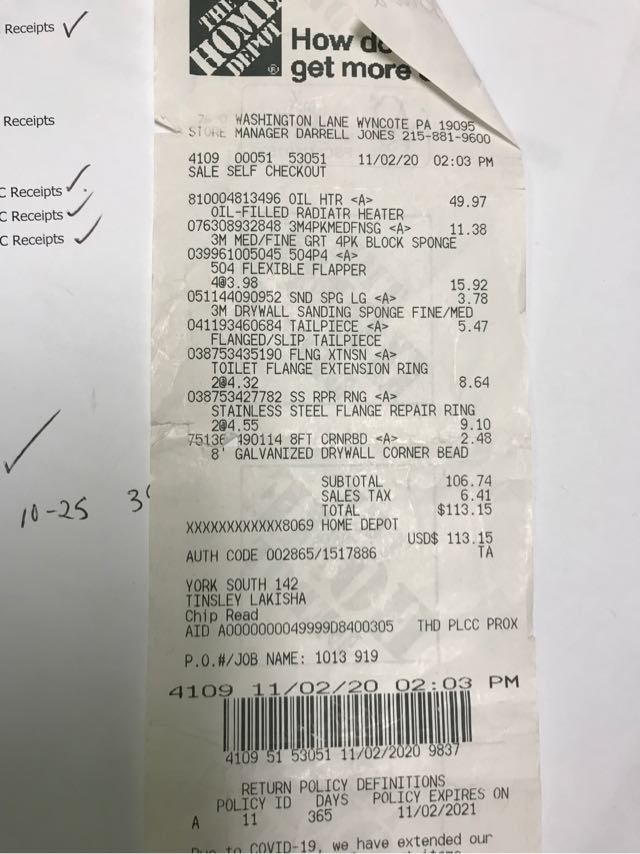 Receipts
Receipts
C Receipts
C Receipts
C Receipts
10-25
THE
HOME
DEPOT
How
get more
WASHINGTON LANE WYNCOTE PA 19095
STORE MANAGER DARRELL JONES 215-881-9600
4109 00051 53051 11/02/20 02:03 PM
SALE SELF CHECKOUT
810004813496 OIL HTR <A> 49.97
OIL-FILLED RADIATR HEATER
076308932848 3M4PKMEDFNSG <A> 11.38
3M MED/FINE GRT 4PK BLOCK SPONGE
039961005045 504P4 <A>
504 FLEXIBLE FLAPPER
4@3.98 15.92
051144090952 SND SPG LG <A> 3.78
3M DRYWALL SANDING SPONGE FINE/MED
041193460684 TAILPIECE <A> 5.47
FLANGED/SLIP TAILPIECE
038753435190 FLNG XTNSN <A>
TOILET FLANGE EXTENSION RING
2@4.32 8.64
038753427782 SS RPR RNG <A>
STAINLESS STEEL FLANGE REPAIR RING
2@4.55 9.10
75136 490114 8FT CRNRBD <A> 2.48
8' GALVANIZED DRYWALL CORNER BEAD
SUBTOTAL 106.74
SALES TAX 6.41
TOTAL $113.15
XXXXXXXXXXXX8069 HOME DEPOT
USD$ 113.15
AUTH CODE 002865/1517886 TA
YORK SOUTH 142
TINSLEY LAKISHA
Chip Read
AID A0000000049999D8400305 THD PLCC PROX
P.O.#/JOB NAME: 1013 919
4109 11/02/20 02:03 PM
4109 51 53051 11/02/2020 9837
RETURN POLICY DEFINITIONS
POLICY ID DAYS POLICY EXPIRES ON
A 11 365 11/02/2021
Due to COVID-19, we have extended our